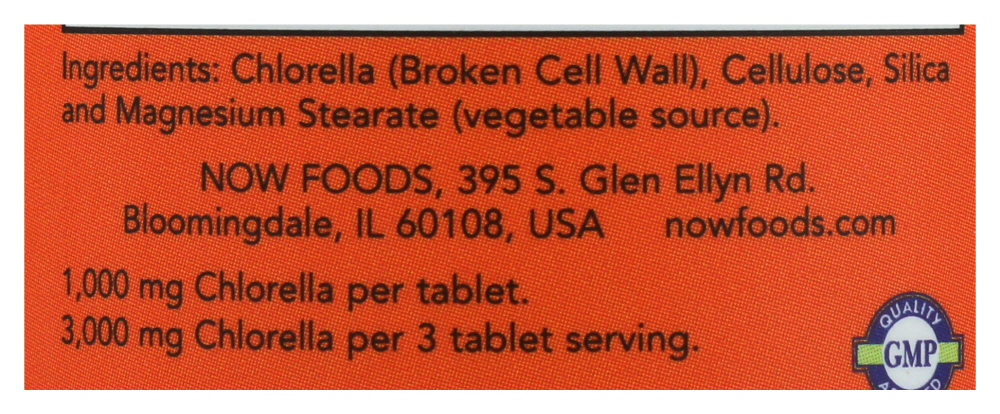 Ingredients: Chlorella (Broken Cell Wall), Cellulose, Silica
and Magnesium Stearate (vegetable source).
NOW FOODS, 395 S. Glen Ellyn Rd.
Bloomingdale, IL 60108, USA nowfoods.com
1,000 mg Chlorella per tablet.
3,000 mg Chlorella per 3 tablet serving.
QUALITY
GMP